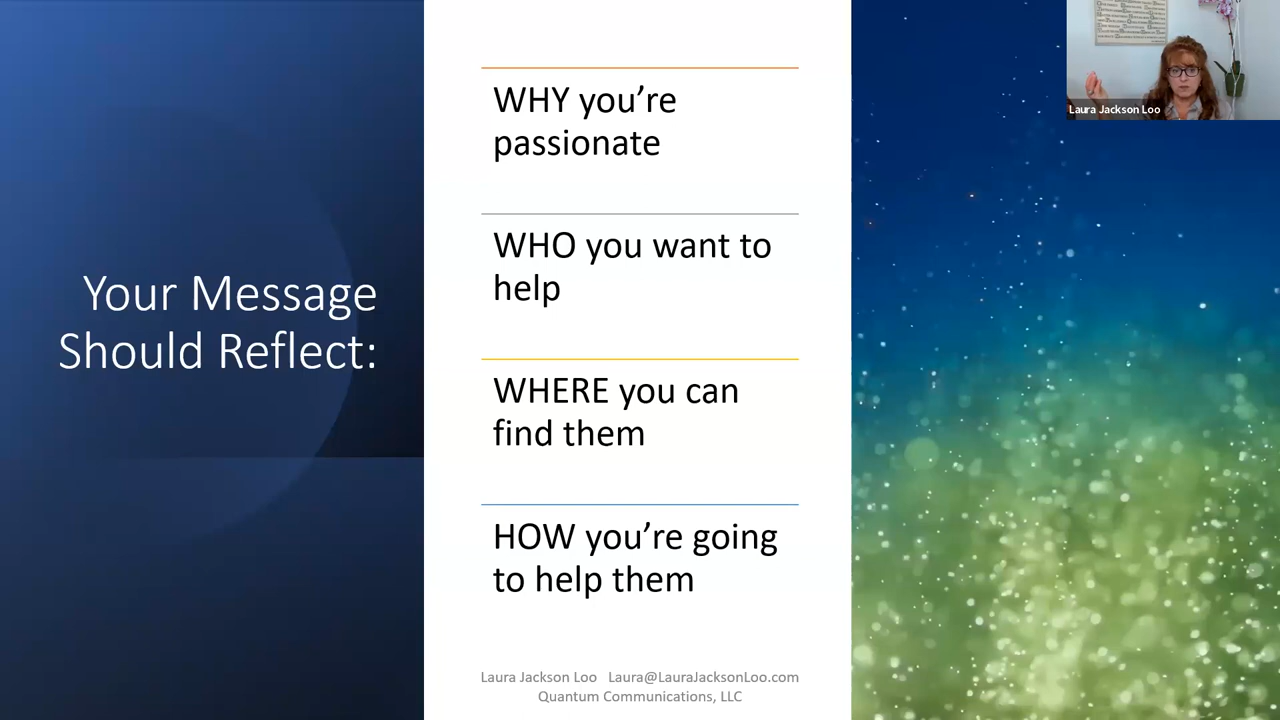 Your Message
Should Reflect:
WHY you're
passionate
WHO you want to
help
WHERE you can
find them
HOW you're going
to help them
Laura Jackson Loo Laura@LauraJacksonLoo.com
Quantum Communications, LLC
Laura Jackson Loo